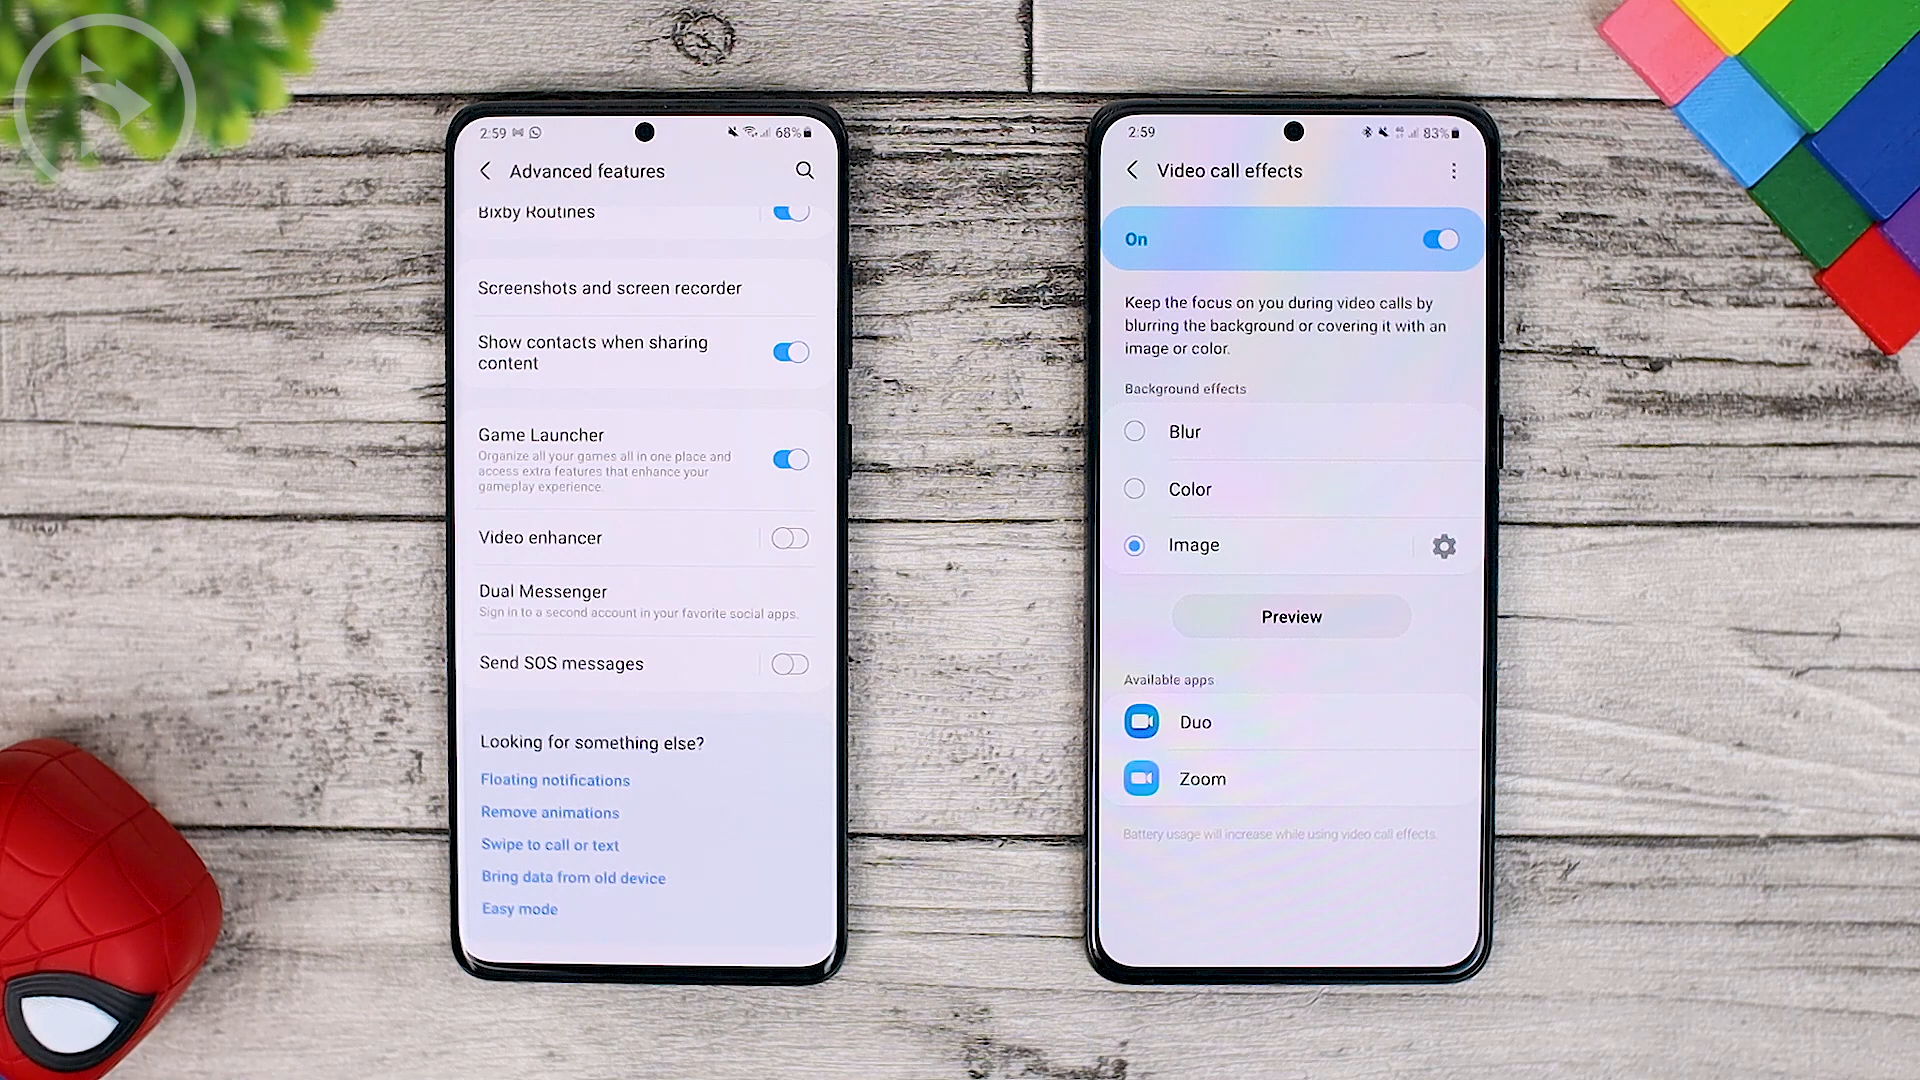 2:59
68%
Advanced features
Bixby Routines
Screenshots and screen recorder
Show contacts when sharing
content
Game Launcher
Organize all your games all in one place and
access extra features that enhance your
gameplay experience.
Video enhancer
Dual Messenger
Sign in to a second account in your favorite social apps.
Send SOS messages
Looking for something else?
Floating notifications
Remove animations
Swipe to call or text
Bring data from old device
Easy mode
2:59
83%
Video call effects
On
Keep the focus on you during video calls by
blurring the background or covering it with an
image or color.
Background effects
Blur
Color
Image
Preview
Available apps
Duo
Zoom
Battery usage will increase while using video call effects.